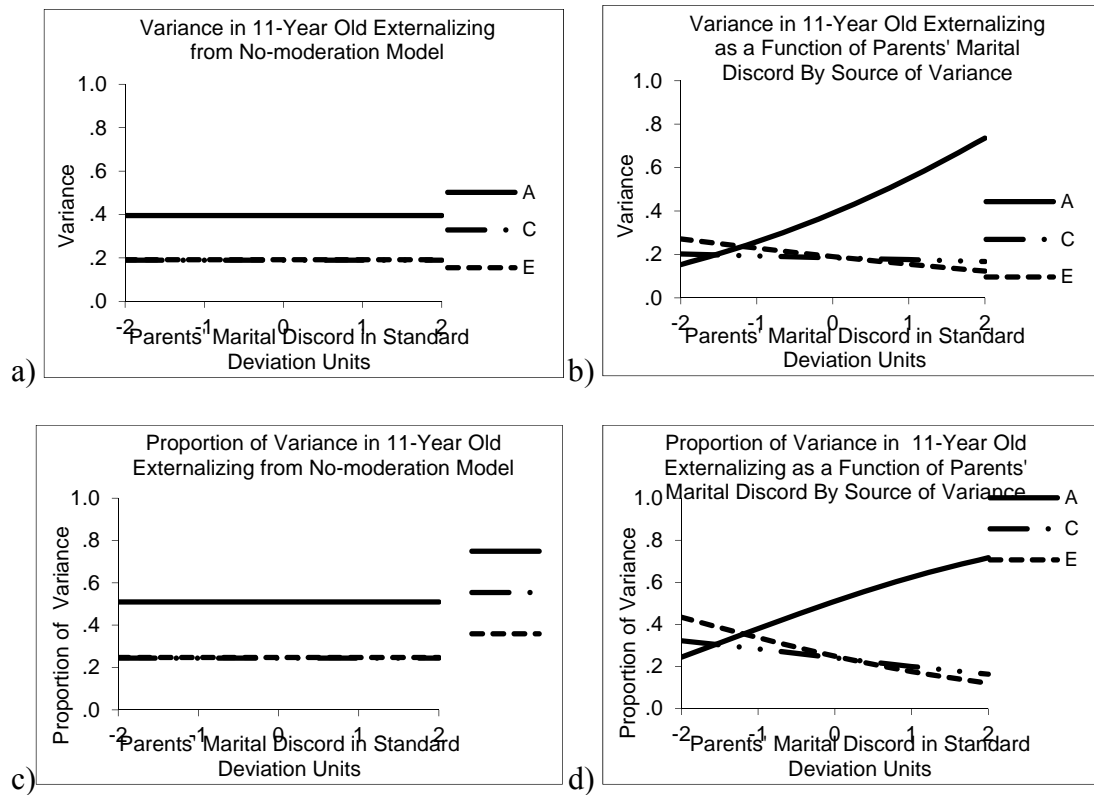 Variance in 11-Year Old Externalizing
from No-moderation Model
1.0
.8
.6
.4
.2
.0
Variance
-2
-1
0
1
2
Parents' Marital Discord in Standard
Deviation Units
A
C
E
a)
Variance in 11-Year Old Externalizing
as a Function of Parents' Marital
Discord By Source of Variance
1.0
.8
.6
.4
.2
.0
Variance
-2
-1
0
1
2
Parents' Marital Discord in Standard
Deviation Units
A
C
E
b)
Proportion of Variance in 11-Year Old
Externalizing from No-moderation Model
1.0
.8
.6
.4
.2
.0
Proportion of Variance
-2
-1
0
1
2
Parents' Marital Discord in Standard
Deviation Units
c)
Proportion of Variance in 11-Year Old
Externalizing as a Function of Parents'
Marital Discord By Source of Variance
1.0
.8
.6
.4
.2
.0
Proportion of Variance
-2
-1
0
1
2
Parents' Marital Discord in Standard
Deviation Units
A
C
E
d)